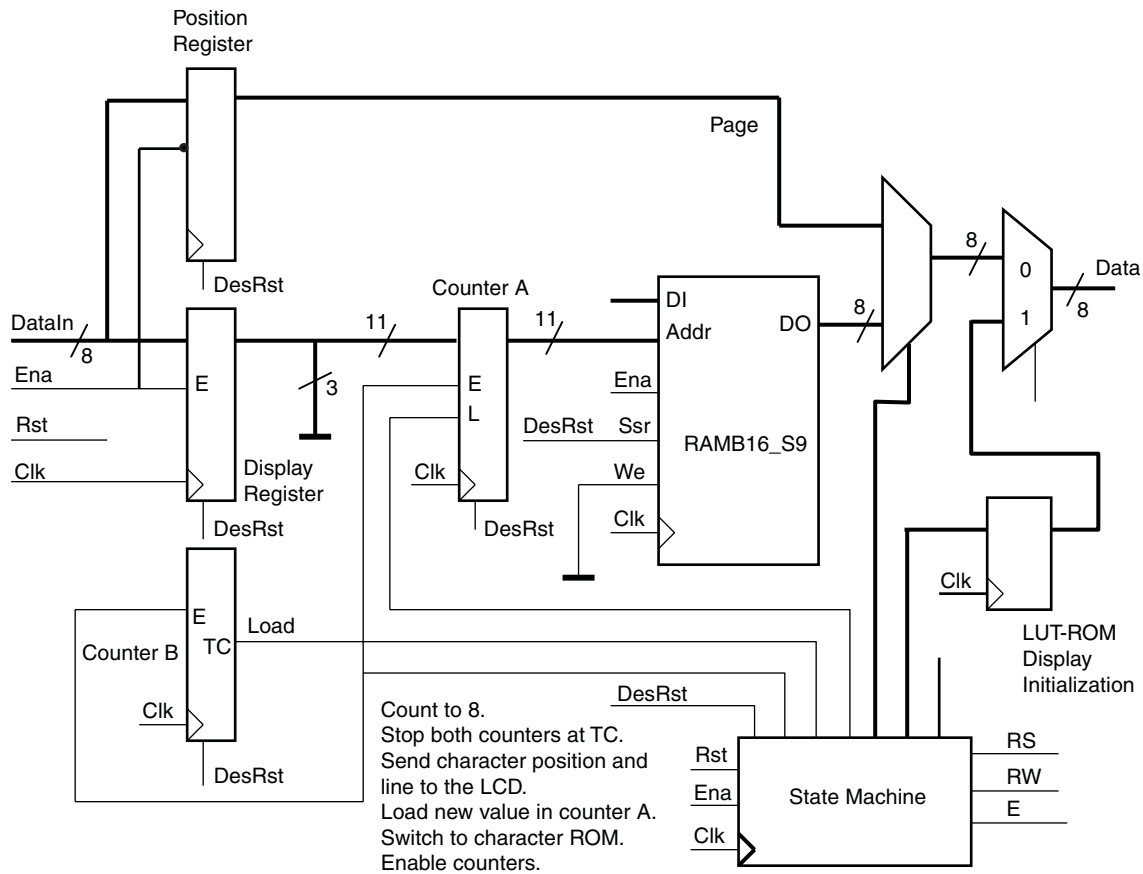 Position
Register
Page
DesRst
8
0
Data
8
1
DataIn
8
Ena
E
Rst
Clk
Display
Register
DesRst
3
11
Counter A
11
E
L
Clk
DesRst
DI
Addr
DO
8
Ena
DesRst Ssr
RAMB16_S9
We
Clk
Clk
LUT-ROM
Display
Initialization
E
Counter B
TC
Load
Clk
DesRst
Count to 8.
Stop both counters at TC.
Send character position and
line to the LCD.
Load new value in counter A.
Switch to character ROM.
Enable counters.
DesRst
Rst
Ena
Clk
State Machine
RS
RW
E